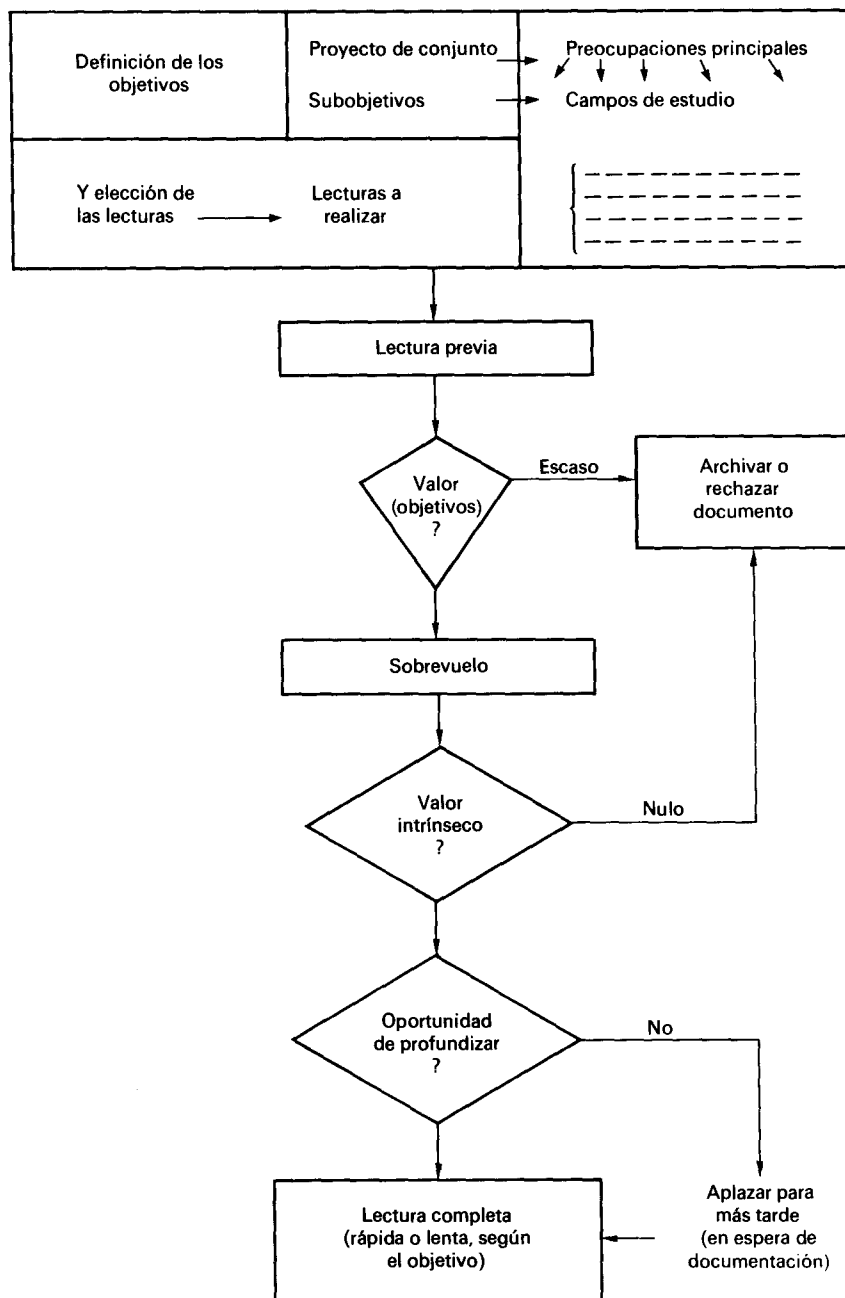 Definición de los
objetivos
Proyecto de conjunto
Subobjetivos
Preocupaciones principales
Campos de estudio
Y elección de
las lecturas
Lecturas a
realizar
Lectura previa
Valor
(objetivos)
?
Escaso
Archivar o
rechazar
documento
Sobrevuelo
Valor
intrínseco
?
Nulo
Oportunidad
de profundizar
?
No
Lectura completa
(rápida o lenta, según
el objetivo)
Aplazar para
más tarde
(en espera de
documentación)